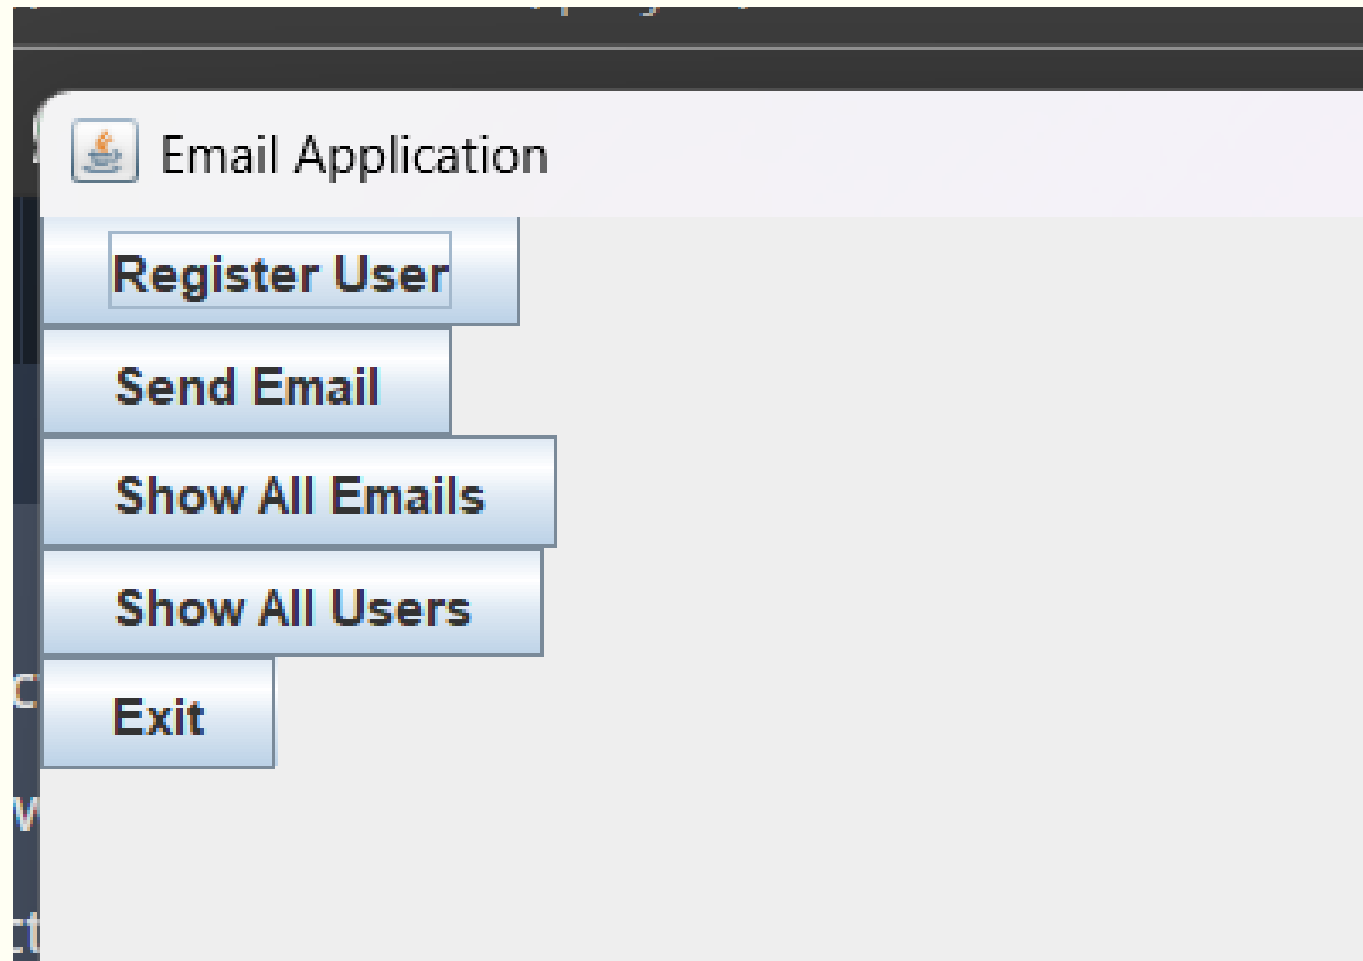 Email Application
Register User
Send Email
Show All Emails
Show All Users
Exit